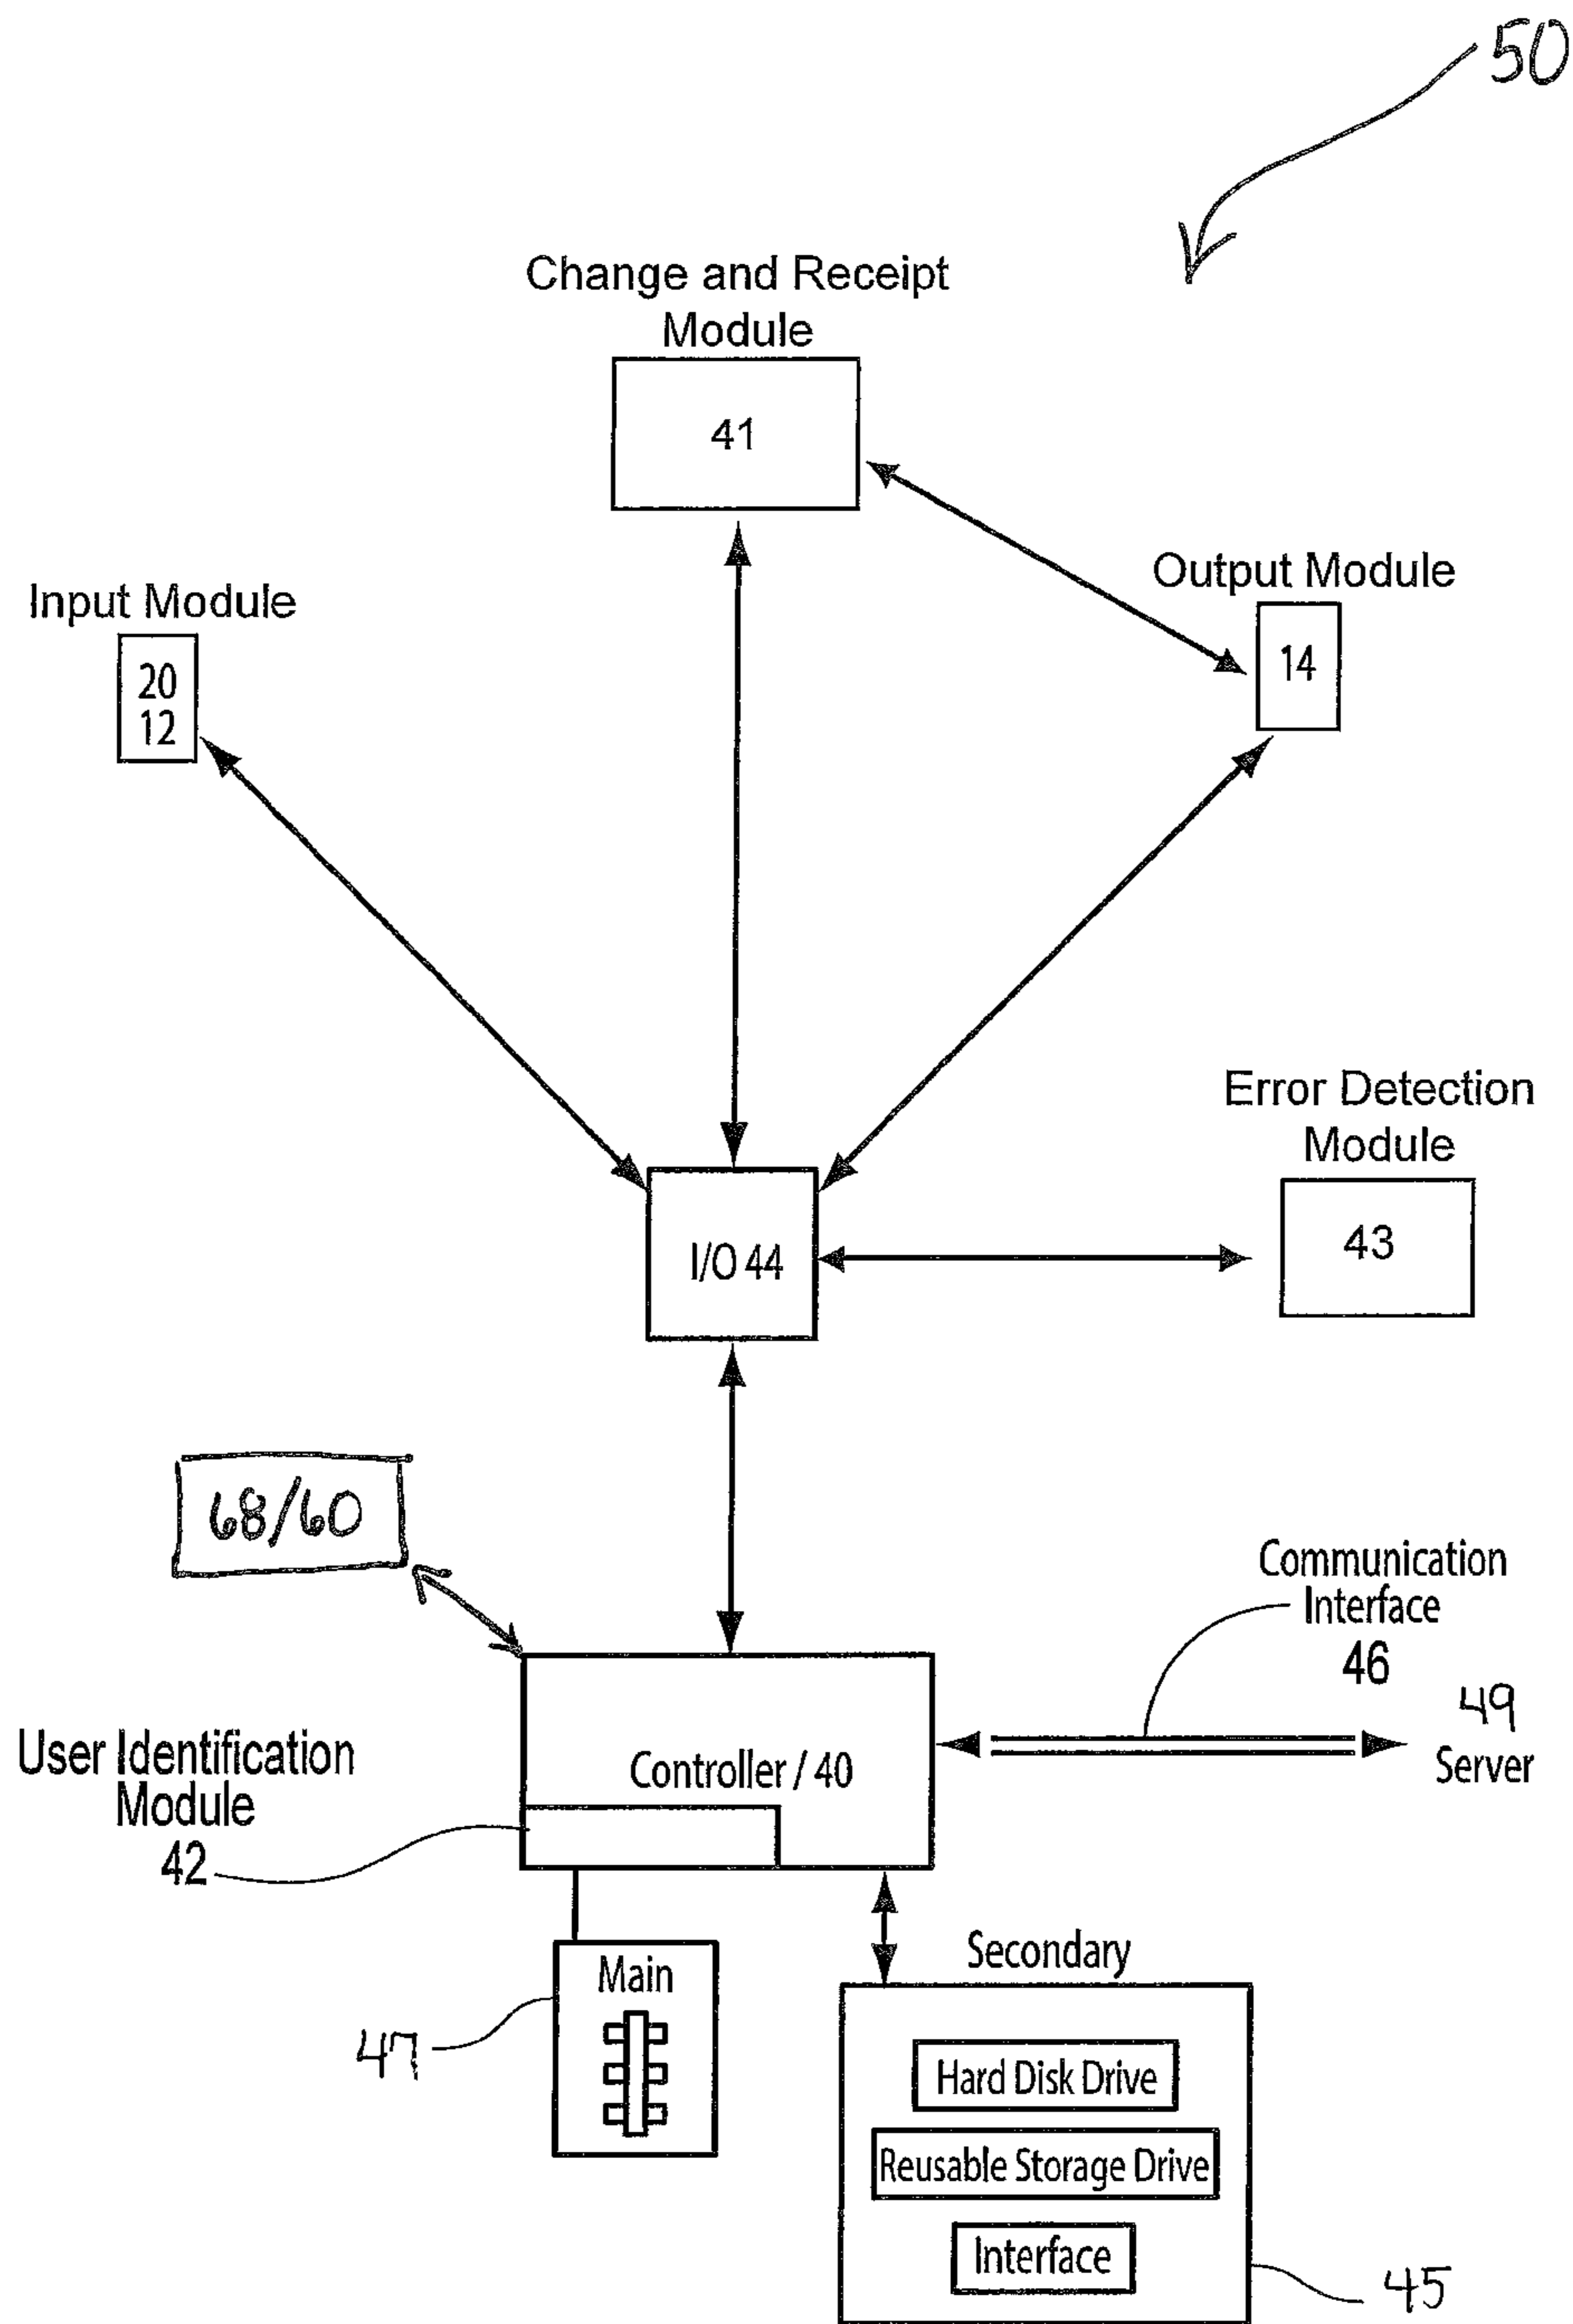 50
Change and Receipt
Module
41
Output Module
14
Input Module
20
12
Error Detection
Module
43
I/O 44
68/60
Communication
Interface
46
49
Server
User Identification
Module
42
Controller / 40
Main
47
Secondary
Hard Disk Drive
Reusable Storage Drive
Interface
45